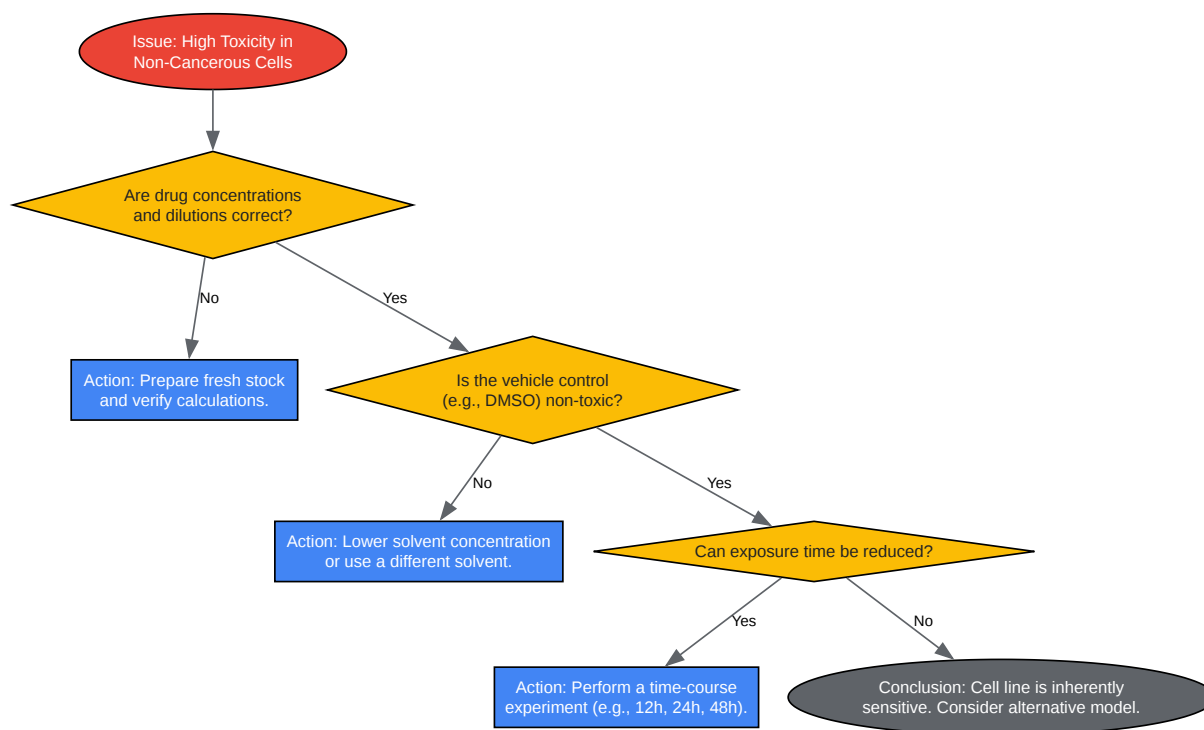 Issue: High Toxicity in
Non-Cancerous Cells
Are drug concentrations
and dilutions correct?
No
Yes
Action: Prepare fresh stock
and verify calculations.
Is the vehicle control
(e.g., DMSO) non-toxic?
No
Yes
Action: Lower solvent concentration
or use a different solvent.
Can exposure time be reduced?
Yes
No
Action: Perform a time-course
experiment (e.g., 12h, 24h, 48h).
Conclusion: Cell line is inherently
sensitive. Consider alternative model.